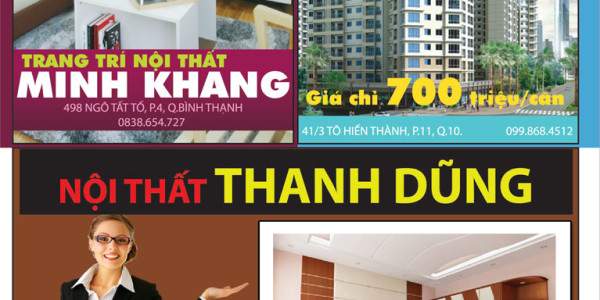 TRANG TRÍ NỘI THẤT
MINH KHANG
498 NGÔ TẤT TỐ, P.4, Q.BÌNH THẠNH
0838.654.727
Giá chỉ 700 triệu/căn
41/3 TÔ HIẾN THÀNH, P.11, Q.10.
099.868.4512
NỘI THẤT THANH DŨNG